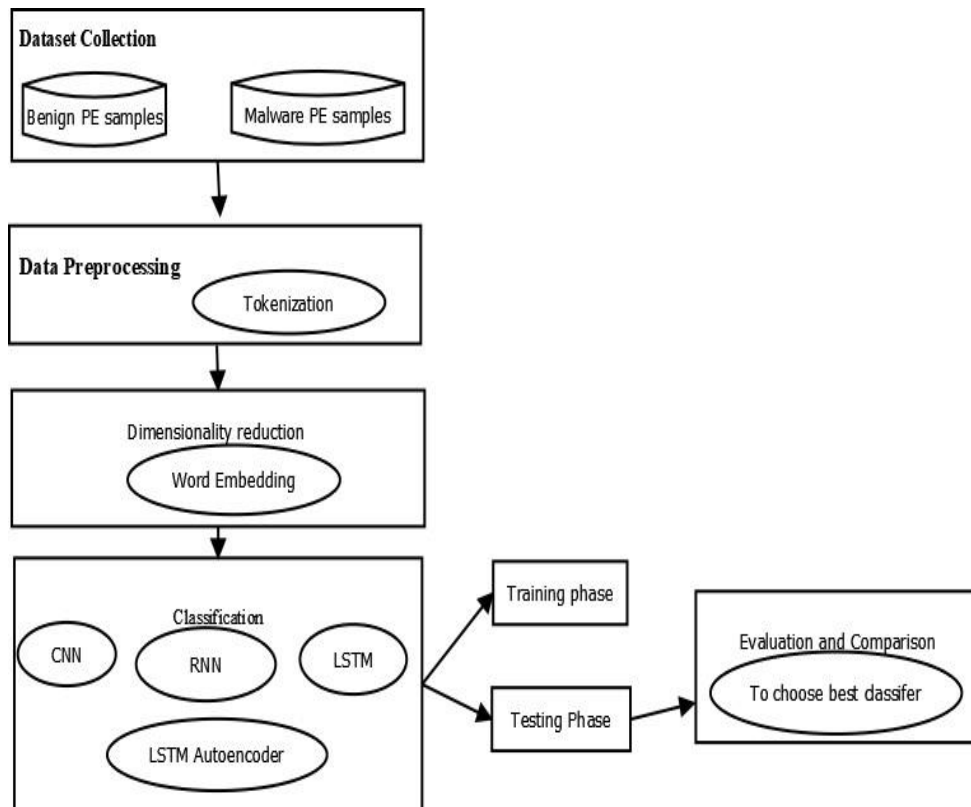 Dataset Collection
Benign PE samples
Malware PE samples
Data Preprocessing
Tokenization
Dimensionality reduction
Word Embedding
Classification
CNN
RNN
LSTM
LSTM Autoencoder
Training phase
Testing Phase
Evaluation and Comparison
To choose best classifer